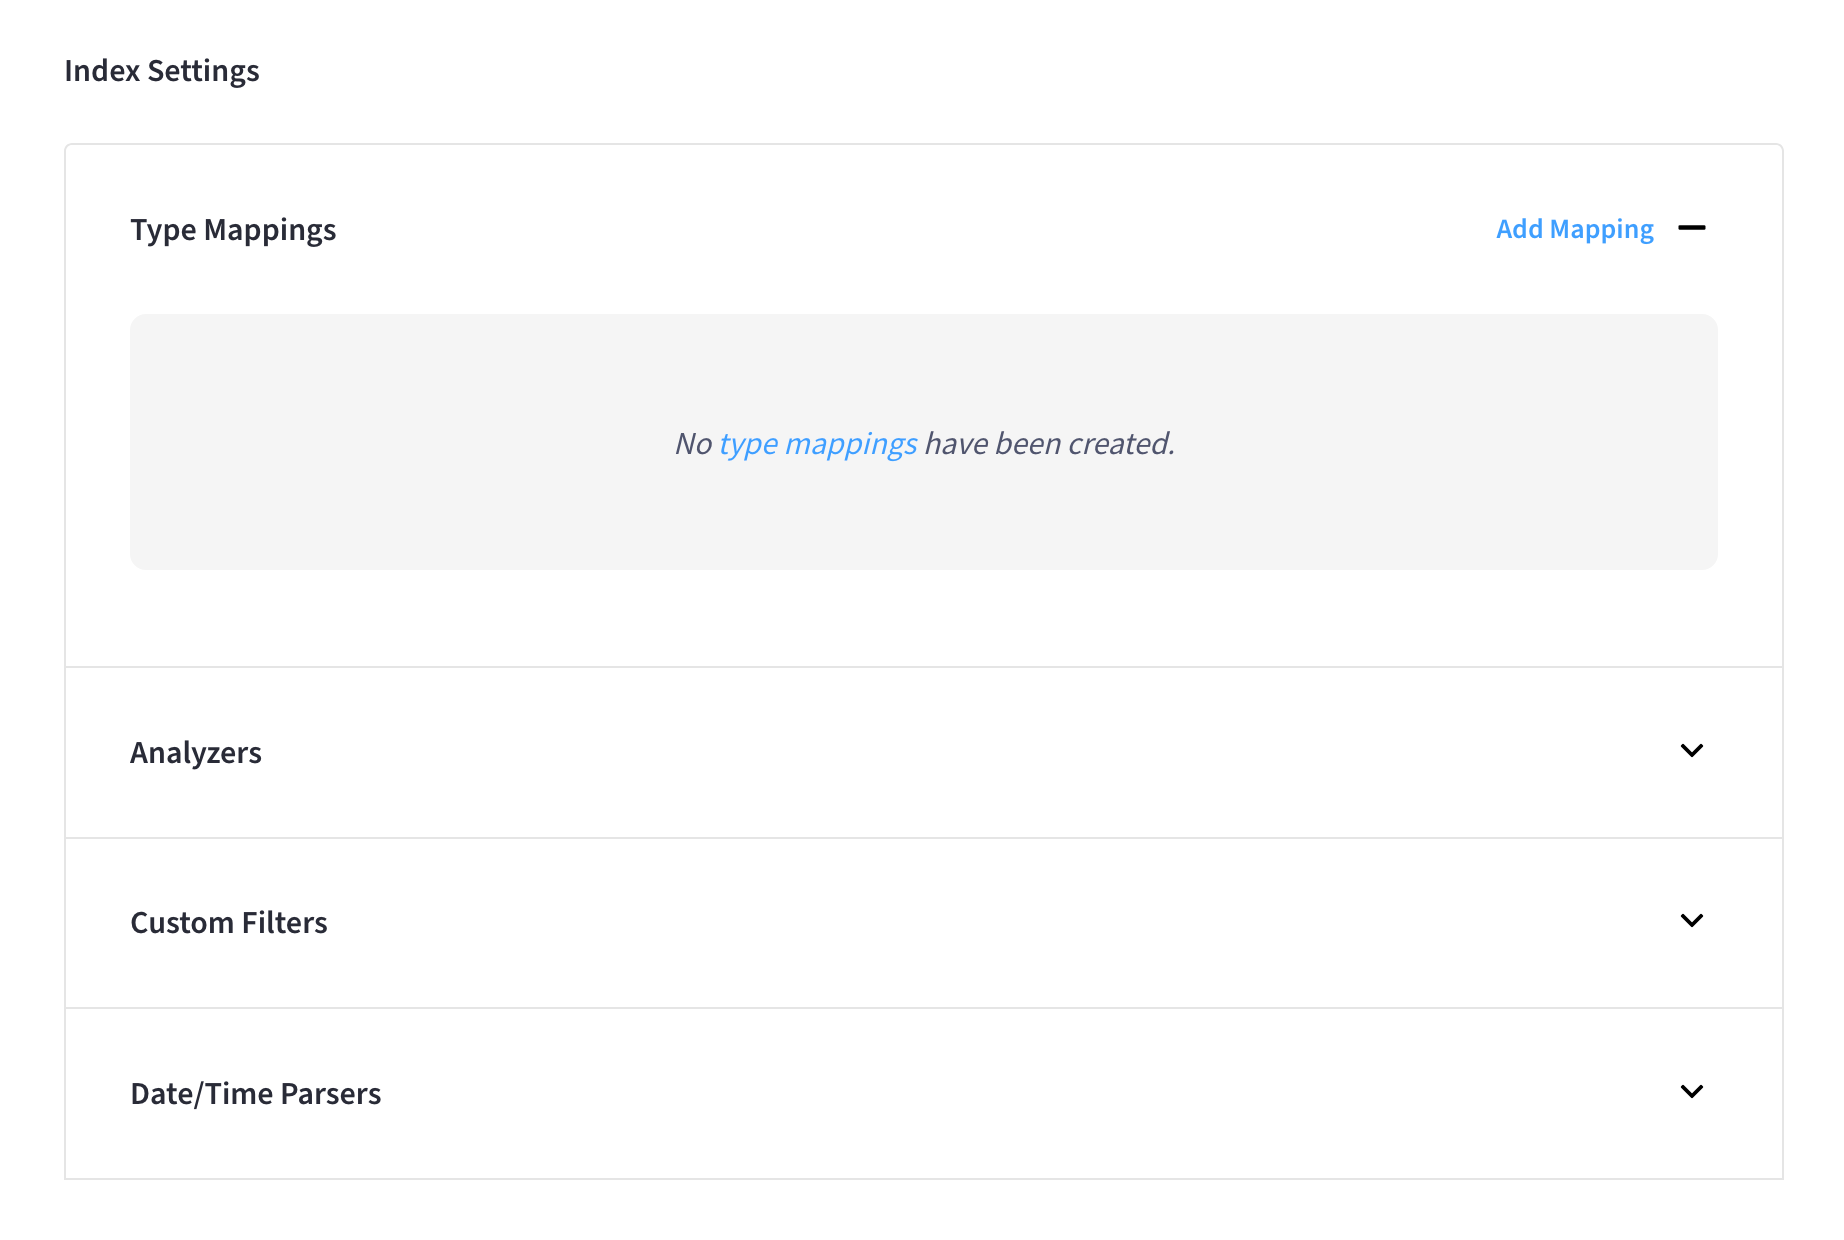 Index Settings
Type Mappings
Add Mapping
No type mappings have been created.
Analyzers
Custom Filters
Date/Time Parsers